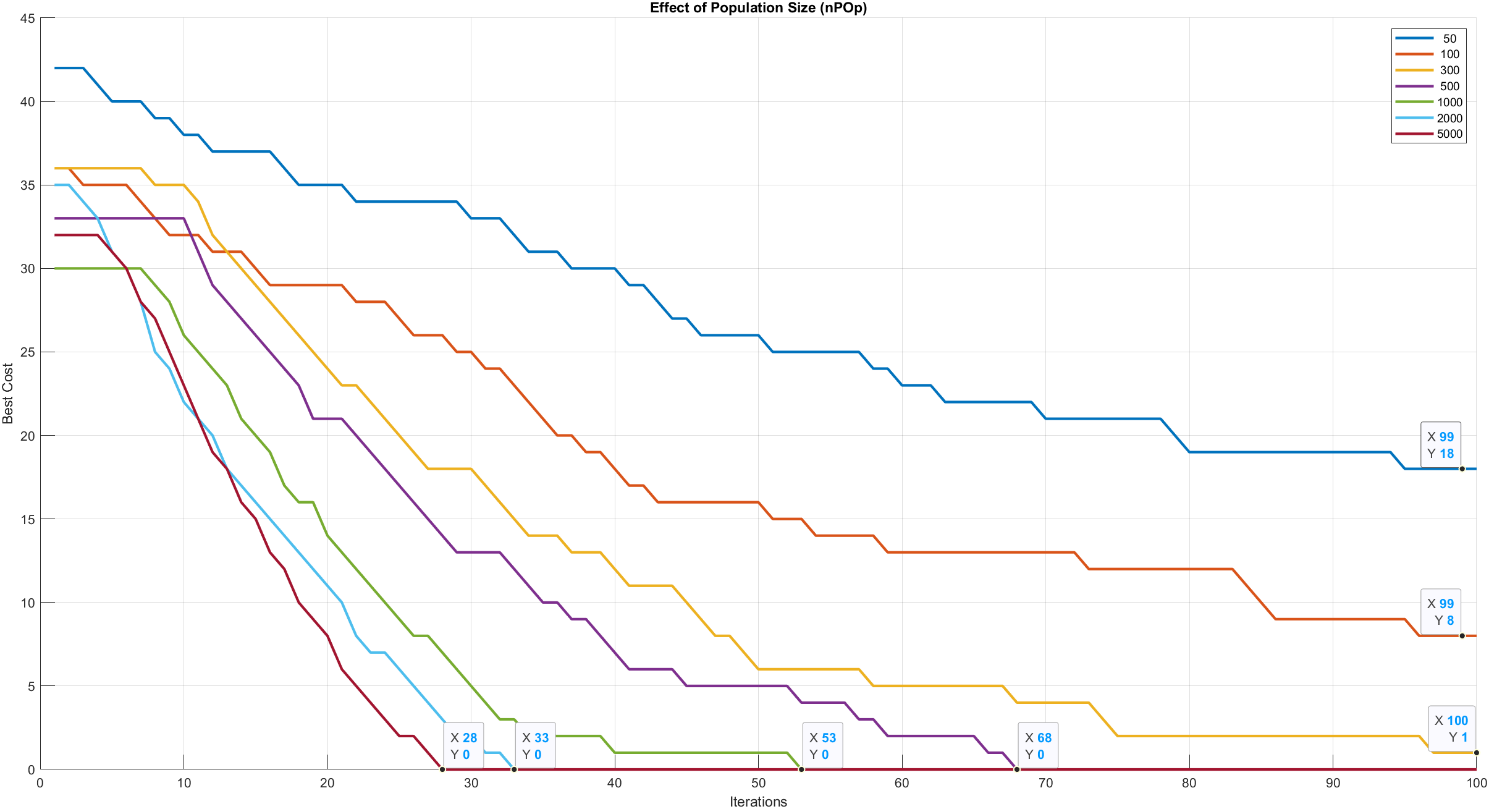 Effect of Population Size (nPOp)
50
100
300
500
1000
2000
5000
Best Cost
45
40
35
30
25
20
15
10
5
0
X 99
Y 18
X 99
Y 8
X 100
Y 1
X 28
Y 0
X 33
Y 0
X 53
Y 0
X 68
Y 0
0 10 20 30 40 50 60 70 80 90 100
Iterations